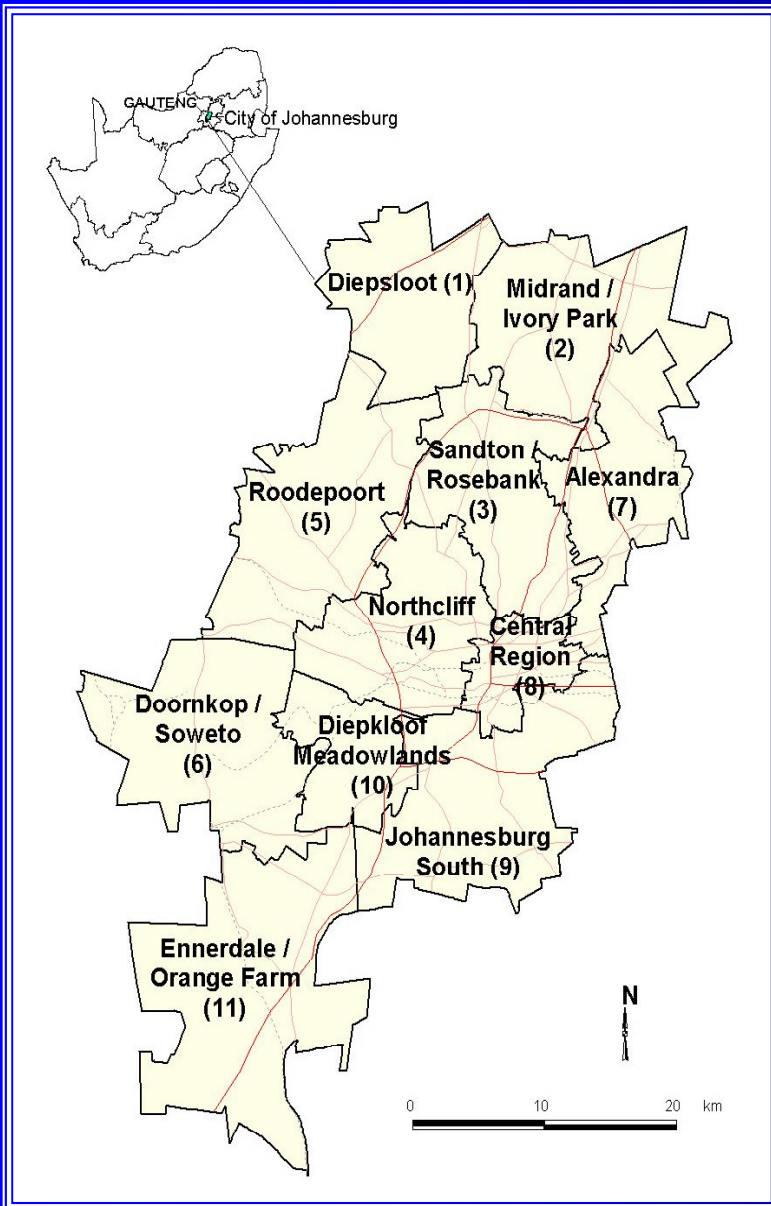 GAUTENG
City of Johannesburg
Diepsloot (1)
Midrand /
Ivory Park
(2)
Sandton /
Rosebank
(3)
Alexandra
(7)
Roodepoort
(5)
Northcliff
(4)
Central
Region
(8)
Doornkop /
Soweto
(6)
Diepkloof
Meadowlands
(10)
Johannesburg
South (9)
Ennerdale /
Orange Farm
(11)
N
0 10 20 km